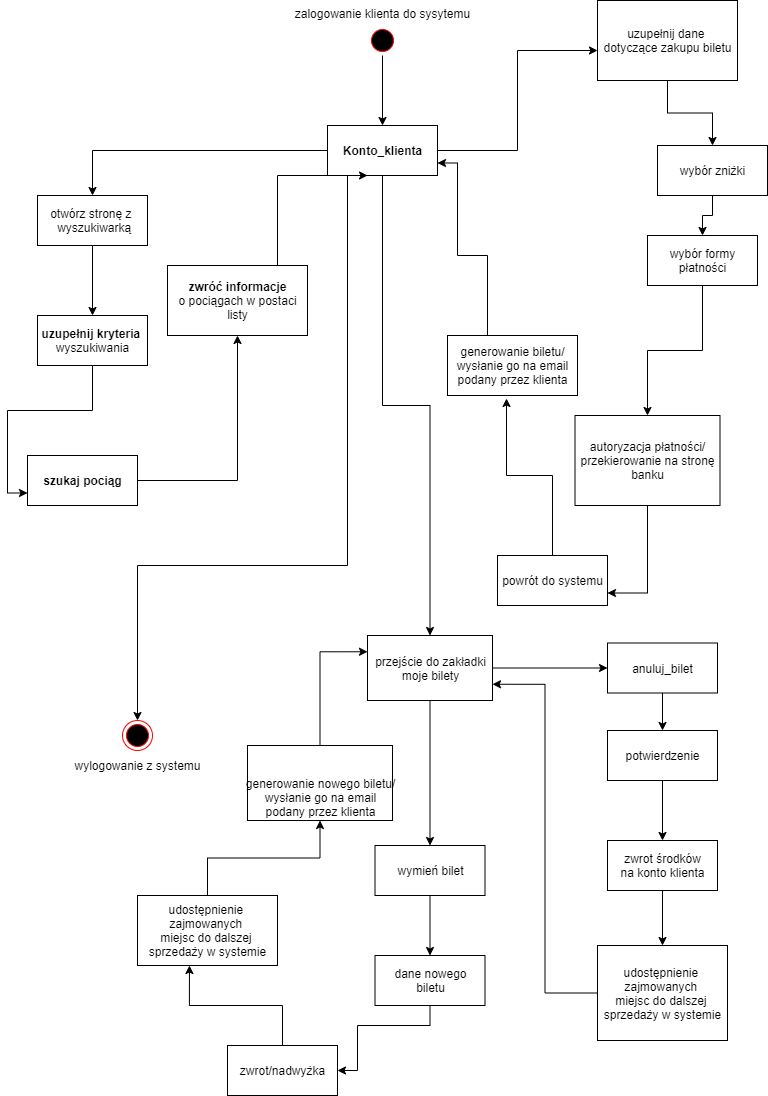 zalogowanie klienta do sysytemu
uzupełnij dane
dotyczące zakupu biletu
Konto_klienta
wybór zniżki
otwórz stronę z
wyszukiwarką
wybór formy
płatności
zwróć informacje
o pociągach w postaci
listy
uzupełnij kryteria
wyszukiwania
generowanie biletu/
wysłanie go na email
podany przez klienta
autoryzacja płatności/
przekierowanie na stronę
banku
szukaj pociąg
powrót do systemu
przejście do zakładki
moje bilety
anuluj_bilet
wylogowanie z systemu
potwierdzenie
generowanie nowego biletu/
wysłanie go na email
podany przez klienta
wymień bilet
zwrot środków
na konto klienta
udostępnienie
zajmowanych
miejsc do dalszej
sprzedaży w systemie
dane nowego
biletu
udostępnienie
zajmowanych
miejsc do dalszej
sprzedaży w systemie
zwrot/nadwyżka